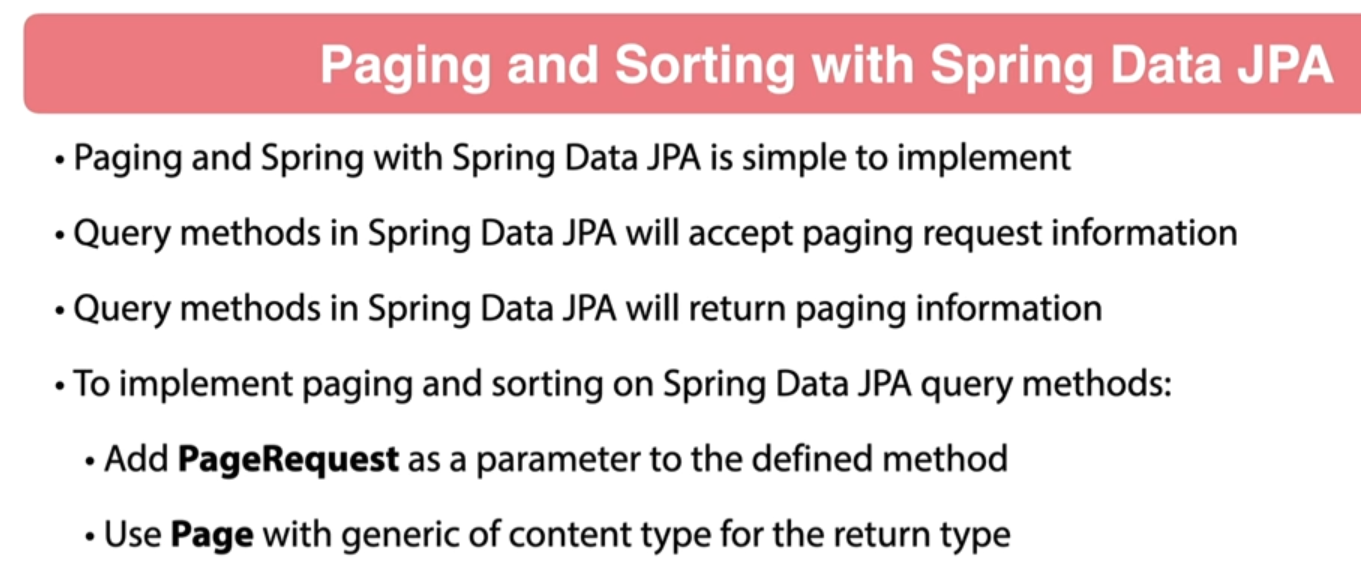 Paging and Sorting with Spring Data JPA
• Paging and Spring with Spring Data JPA is simple to implement
• Query methods in Spring Data JPA will accept paging request information
• Query methods in Spring Data JPA will return paging information
• To implement paging and sorting on Spring Data JPA query methods:
• Add PageRequest as a parameter to the defined method
• Use Page with generic of content type for the return type